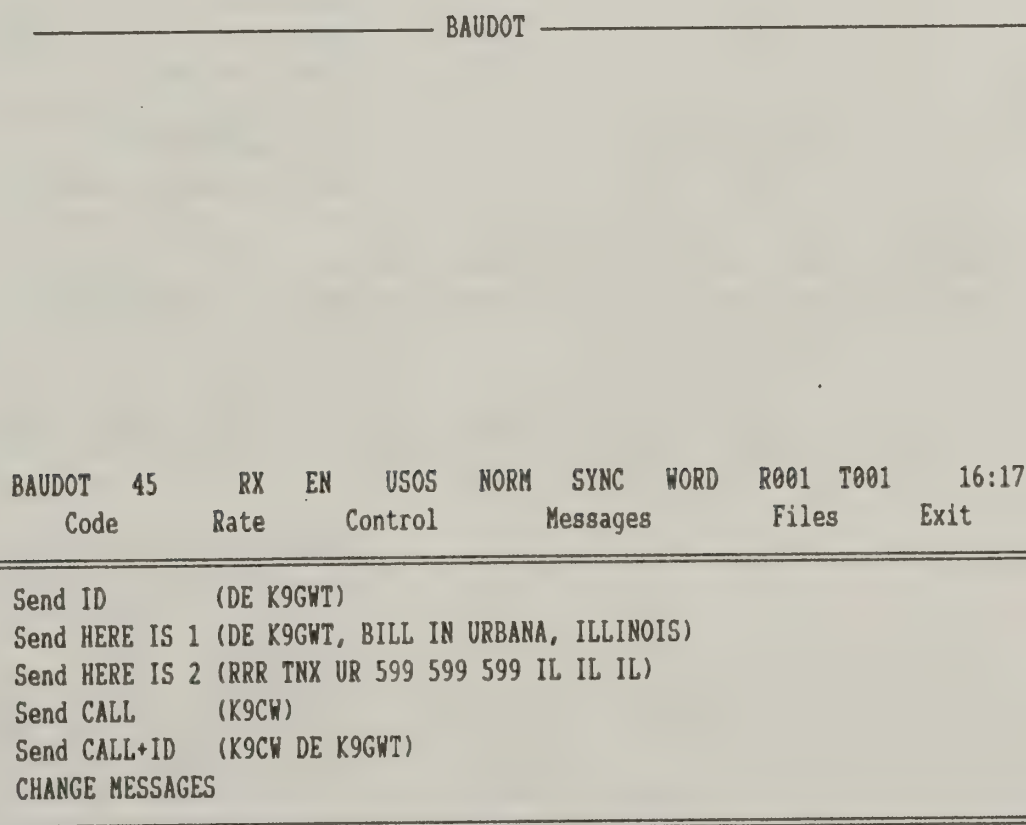 BAUDOT
BAUDOT 45 RX EN USOS NORM SYNC WORD R001 T001 16:17
Code Rate Control Messages Files Exit
Send ID (DE K9GWT)
Send HERE IS 1 (DE K9GWT, BILL IN URBANA, ILLINOIS)
Send HERE IS 2 (RRR TNX UR 599 599 599 IL IL IL)
Send CALL (K9CW)
Send CALL+ID (K9CW DE K9GWT)
CHANGE MESSAGES